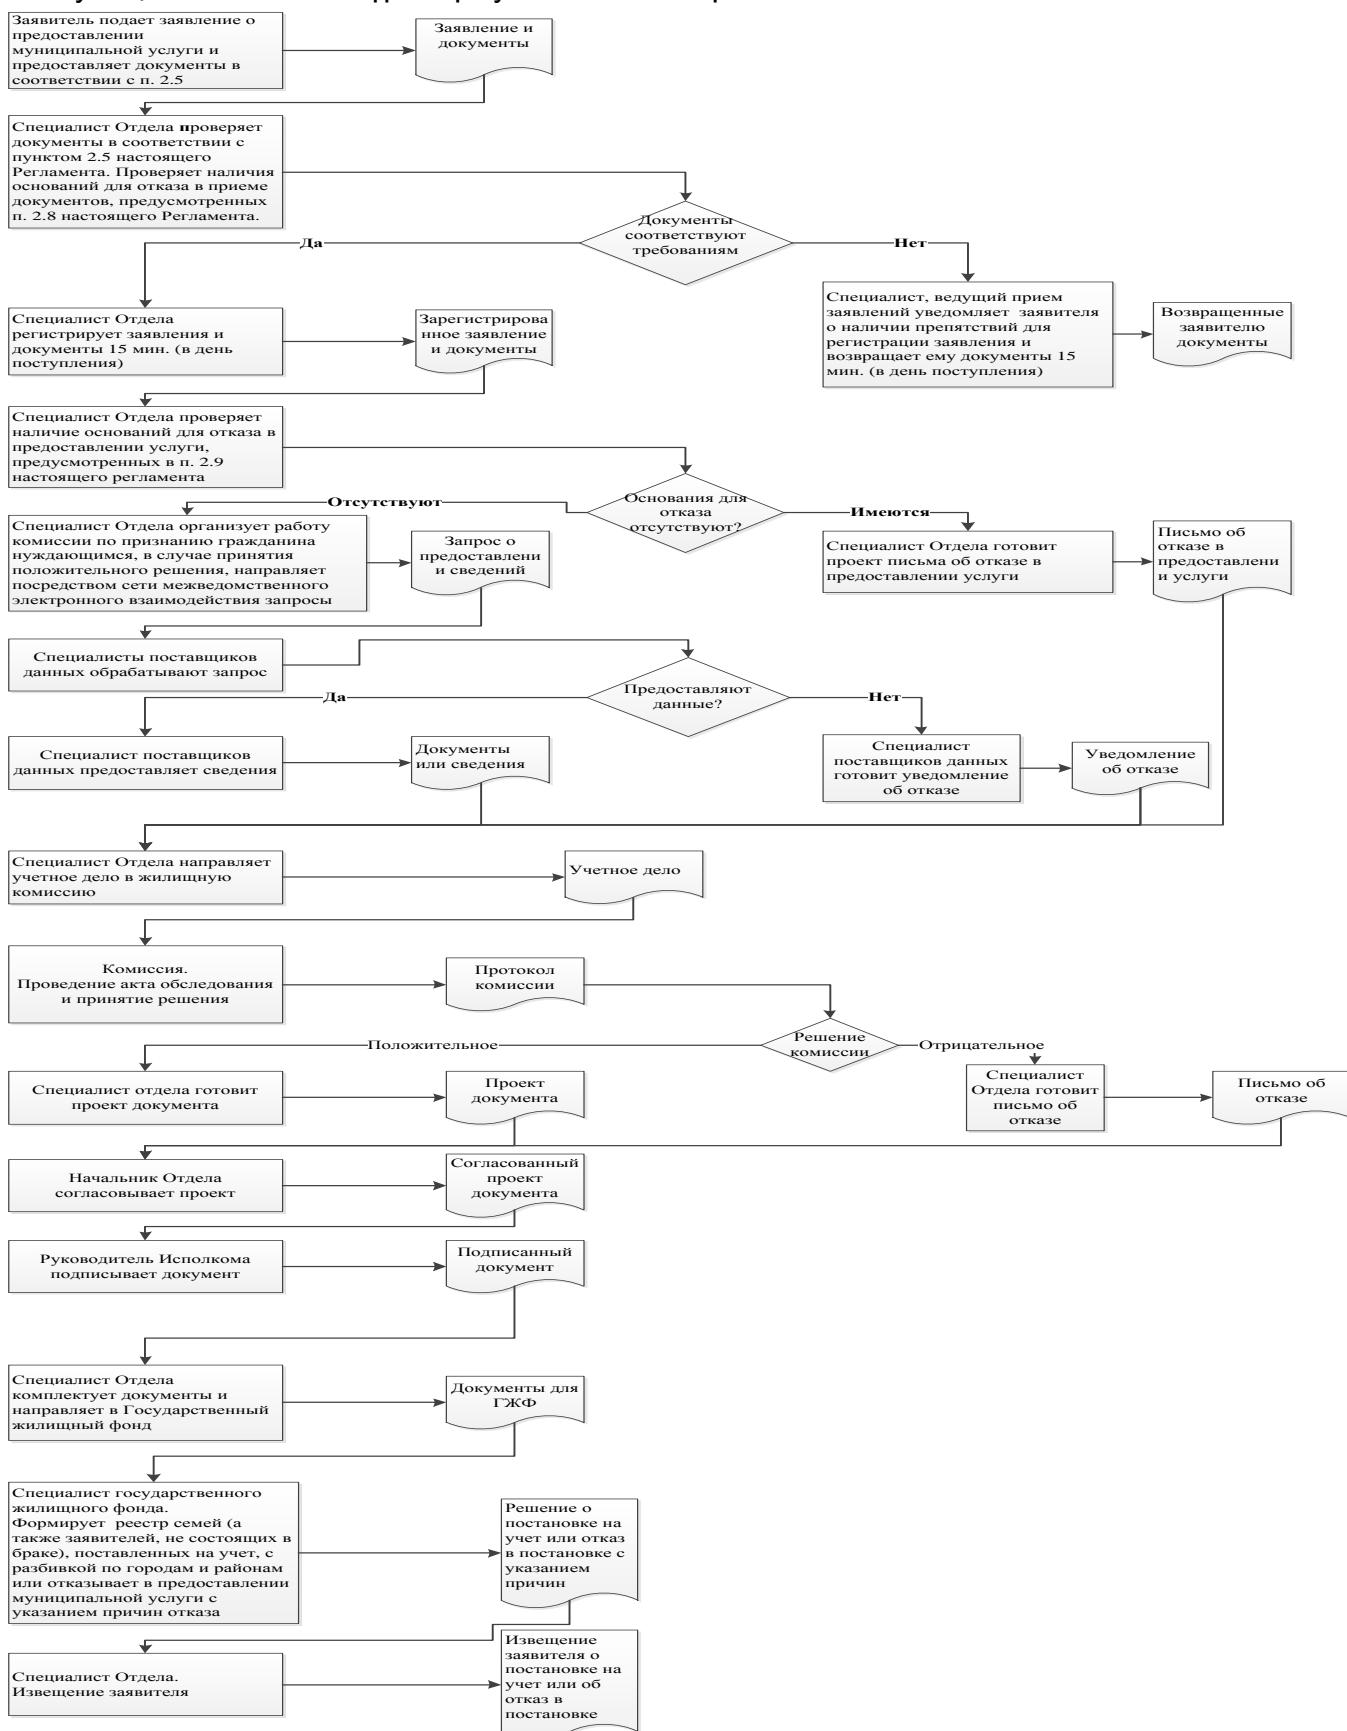 Заявитель подает заявление о
предоставлении
муниципальной услуги и
предоставляет документы в
соответствии с п. 2.5
Заявление и
документы
Специалист Отдела проверяет
документы в соответствии с
пунктом 2.5 настоящего
Регламента. Проверяет наличия
оснований для отказа в приеме
документов, предусмотренных
п. 2.8 настоящего Регламента.
Документы
соответствуют
требованиям
Да
Нет
Специалист Отдела
регистрирует заявления и
документы 15 мин. (в день
поступления)
Зарегистрирова
нное заявление
и документы
Специалист, ведущий прием
заявлений уведомляет заявителя
о наличии препятствий для
регистрации заявления и
возвращает ему документы 15
мин. (в день поступления)
Возвращенные
заявителю
документы
Специалист Отдела проверяет
наличие оснований для отказа в
предоставлении услуги,
предусмотренных в п. 2.9
настоящего регламента
Основания для
отказа
отсутствуют?
Отсутствуют
Имеются
Специалист Отдела организует работу
комиссии по признанию гражданина
нуждающимся, в случае принятия
положительного решения, направляет
посредством сети межведомственного
электронного взаимодействия запросы
Запрос о
предоставлени
и сведений
Специалист Отдела готовит
проект письма об отказе в
предоставлении услуги
Письмо об
отказе в
предоставлени
и услуги
Специалисты поставщиков
данных обрабатывают запрос
Предоставляют
данные?
Да
Нет
Специалист поставщиков
данных предоставляет сведения
Документы
или сведения
Специалист
поставщиков данных
готовит уведомление
об отказе
Уведомление
об отказе
Специалист Отдела направляет
учетное дело в жилищную
комиссию
Учетное дело
Комиссия.
Проведение акта обследования
и принятие решения
Протокол
комиссии
Решение
комиссии
Положительное
Отрицательное
Специалист отдела готовит
проект документа
Проект
документа
Специалист
Отдела готовит
письмо об
отказе
Письмо об
отказе
Начальник Отдела
согласовывает проект
Согласованный
проект
документа
Руководитель Исполкома
подписывает документ
Подписанный
документ
Специалист Отдела
комплектует документы и
направляет в Государственный
жилищный фонд
Документы для
ГЖФ
Специалист государственного
жилищного фонда.
Формирует реестр семей (а
также заявителей, не состоящих в
браке), поставленных на учет, с
разбивкой по городам и районам
или отказывает в предоставлении
муниципальной услуги с
указанием причин отказа
Решение о
постановке на
учет или отказ
в постановке с
указанием
причин
Специалист Отдела.
Извещение заявителя
Извещение
заявителя о
постановке на
учет или об
отказ в
постановке